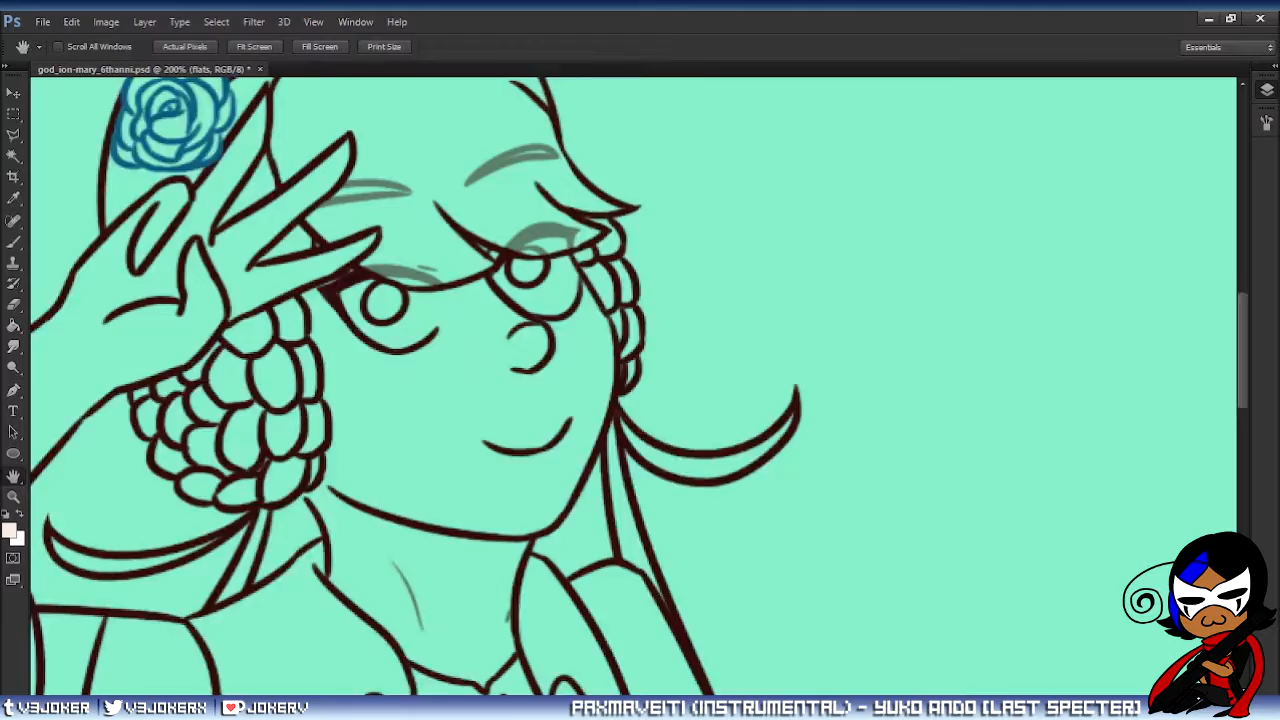 Ps File Edit Image Layer Type Select Filter 3D View Window Help
Scroll All Windows Actual Pixels Fit Screen Fill Screen Print Size Essentials
god_ion-mary_6thanni.psd @ 200% (flats, RGB/8) * ×
T
V3JOKER V3JOKERX JOKERV PAXMAVEITI (INSTRUMENTAL) - YUKO ANDO [LAST SPECTER]